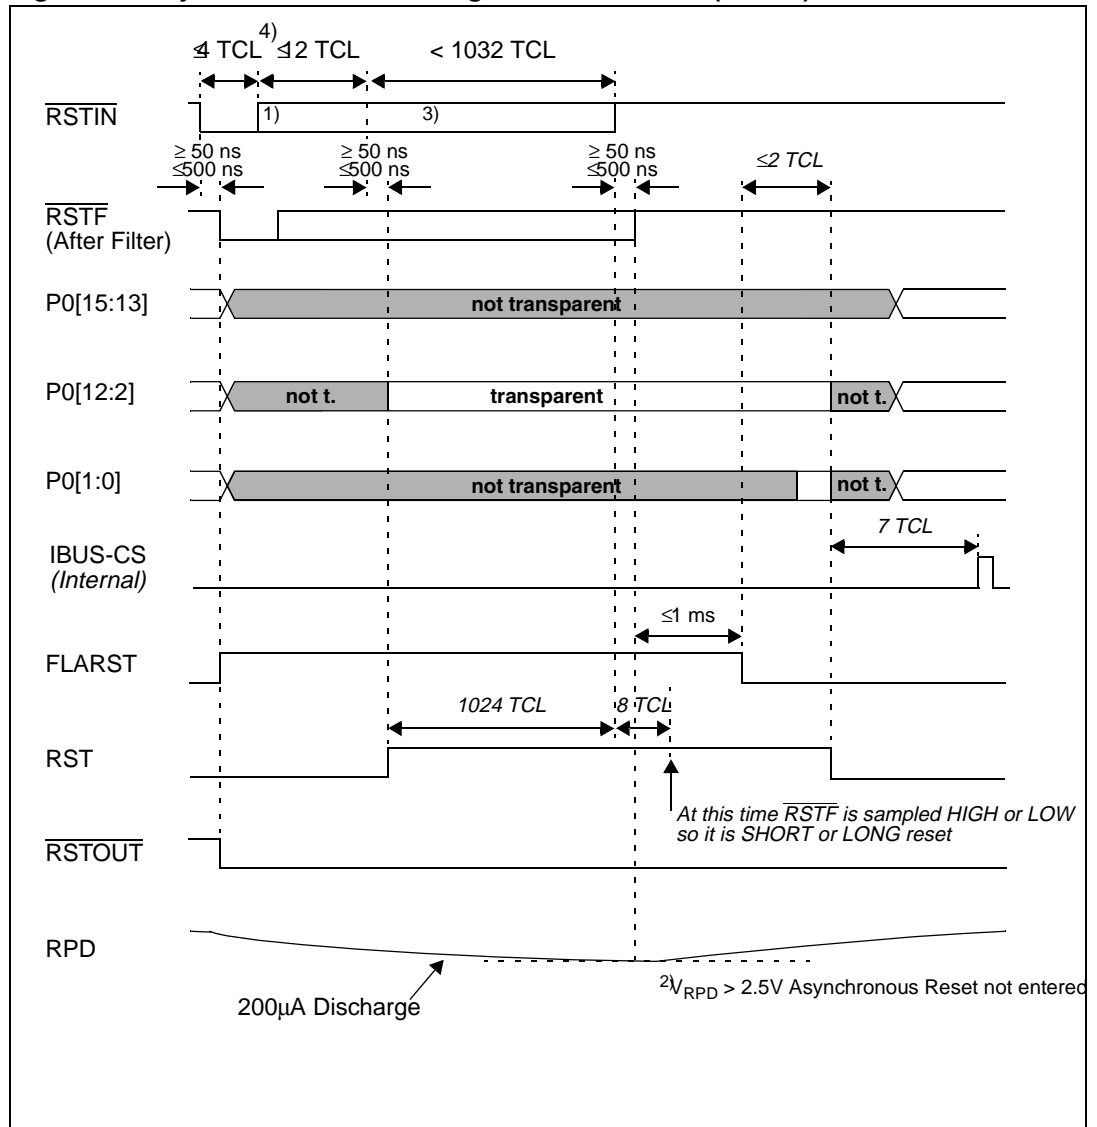 ≤4 TCL 4) ≤12 TCL < 1032 TCL
RSTIN 1) 3)
≥ 50 ns ≥ 50 ns ≥ 50 ns
≤500 ns ≤500 ns ≤500 ns ≤2 TCL
RSTF
(After Filter)
P0[15:13] not transparent
P0[12:2] not t. transparent not t.
P0[1:0] not transparent not t.
7 TCL
IBUS-CS
(Internal)
≤1 ms
FLARST
1024 TCL 8 TCL
RST
At this time RSTF is sampled HIGH or LOW
so it is SHORT or LONG reset
RSTOUT
RPD
2)VRPD > 2.5V Asynchronous Reset not entered
200µA Discharge